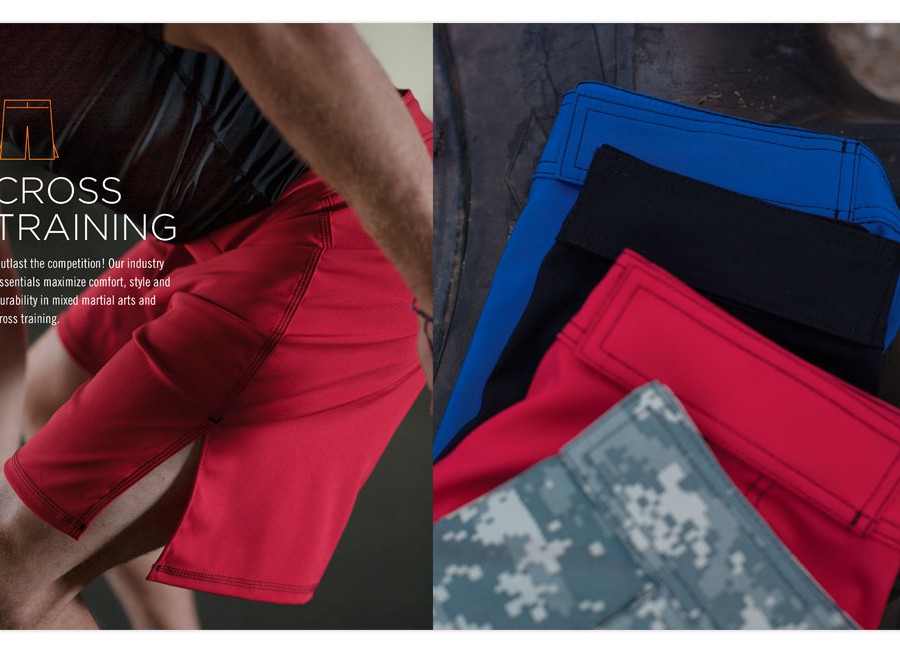 CROSS
TRAINING
utlast the competition! Our industry
ssentials maximize comfort, style and
urability in mixed martial arts and
ross training.